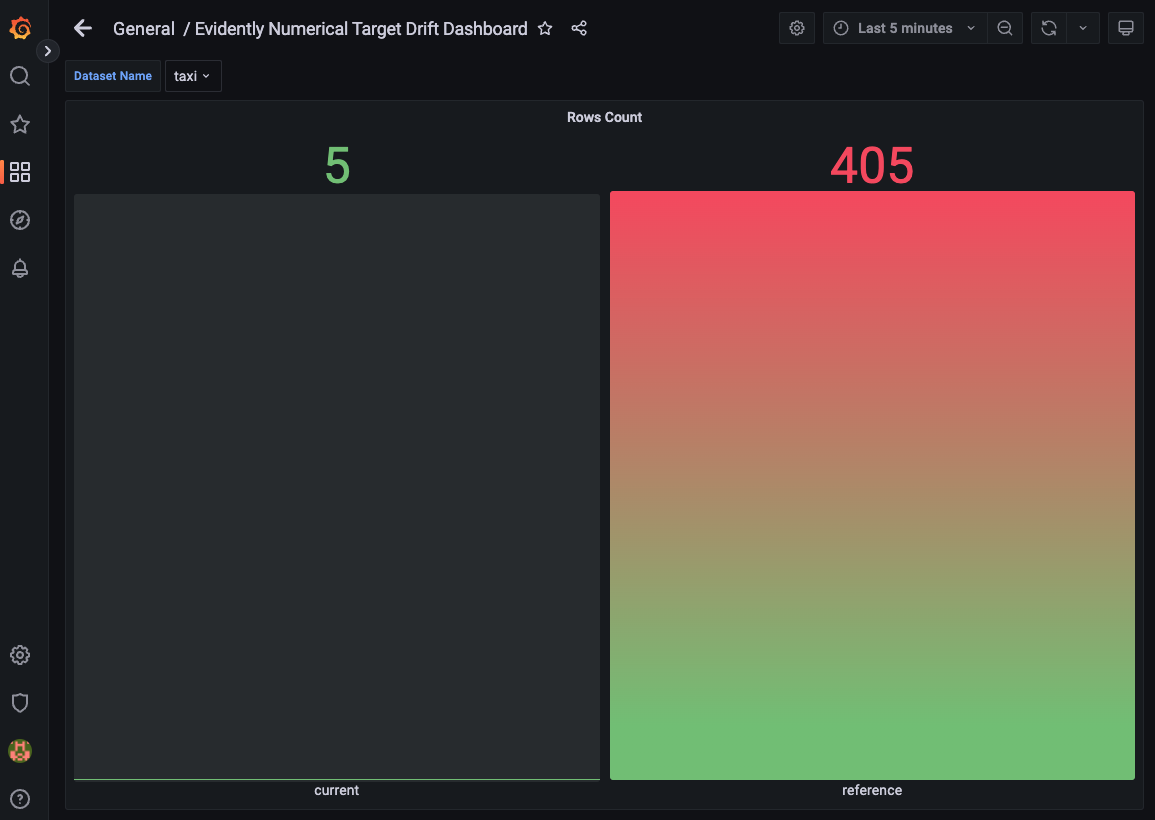 General / Evidently Numerical Target Drift Dashboard
Last 5 minutes
Dataset Name
taxi
Rows Count
5
405
current
reference